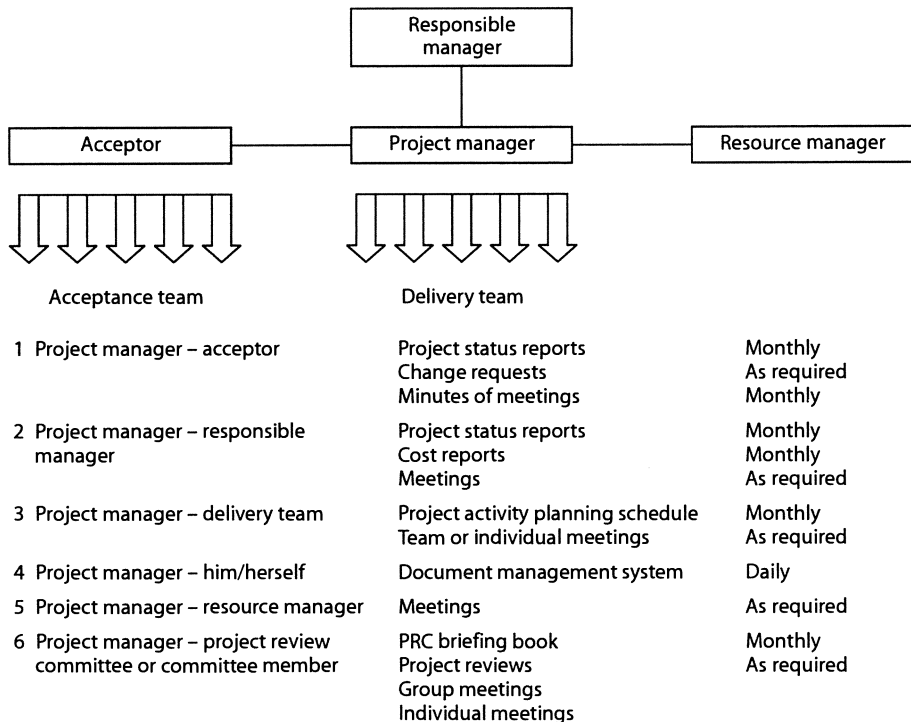 Responsible
manager
Acceptor Project manager Resource manager
Acceptance team Delivery team
1 Project manager – acceptor Project status reports Monthly
Change requests As required
Minutes of meetings Monthly
2 Project manager – responsible Project status reports Monthly
manager Cost reports Monthly
Meetings As required
3 Project manager – delivery team Project activity planning schedule Monthly
Team or individual meetings As required
4 Project manager – him/herself Document management system Daily
5 Project manager – resource manager Meetings As required
6 Project manager – project review PRC briefing book Monthly
committee or committee member Project reviews As required
Group meetings
Individual meetings